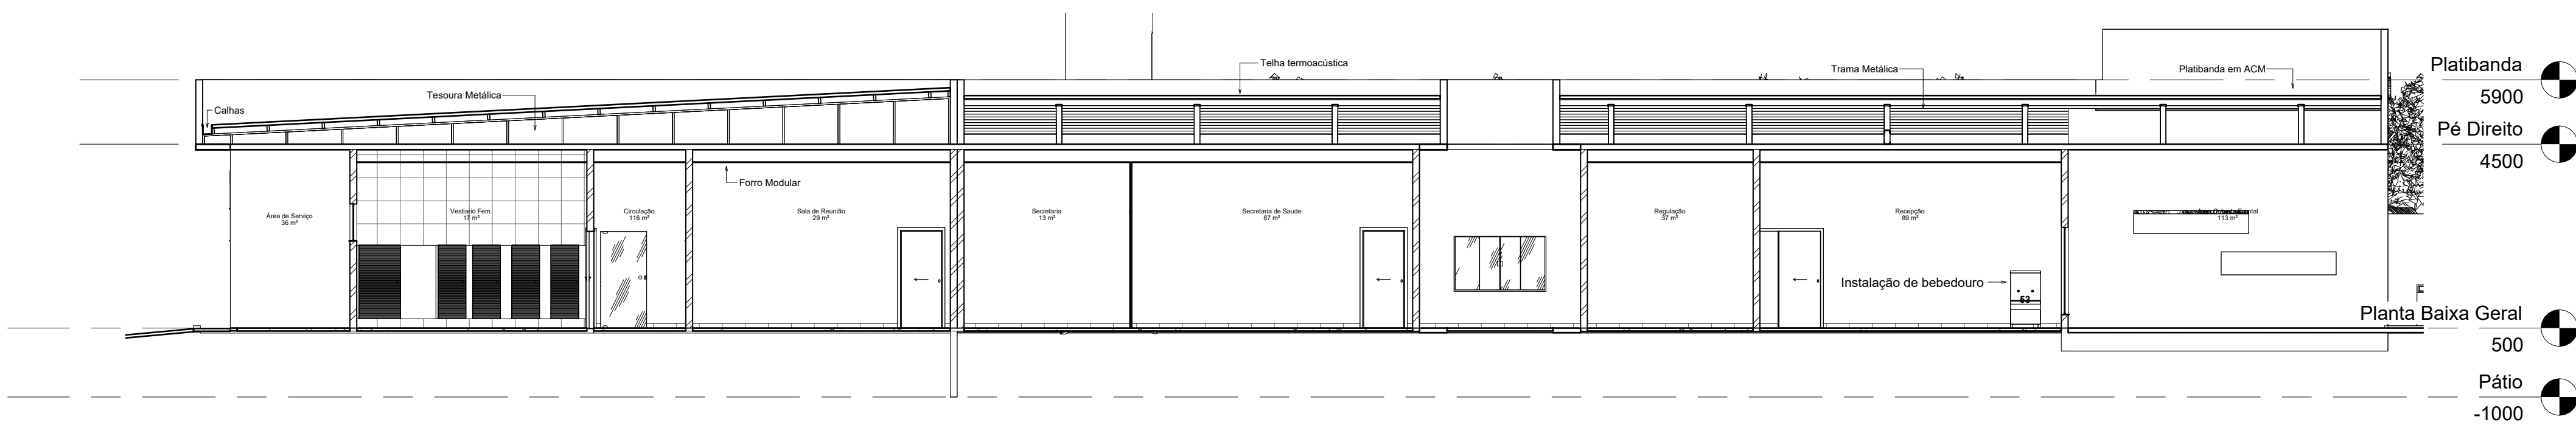 Telha termoacústica
Platibanda
Trama Metálica
Platibanda em ACM
Tesoura Metálica
5900
Calhas
Pé Direito
4500
Forro Modular
Área de Serviço
36 m²
Vestiario Fem.
17 m²
Circulação
116 m²
Sala de Reunião
29 m²
Secretaria
13 m²
Secretaria de Saude
87 m²
Regulação
37 m²
Recepção
89 m²
113 m²
Instalação de bebedouro
53
Planta Baixa Geral
500
Pátio
-1000